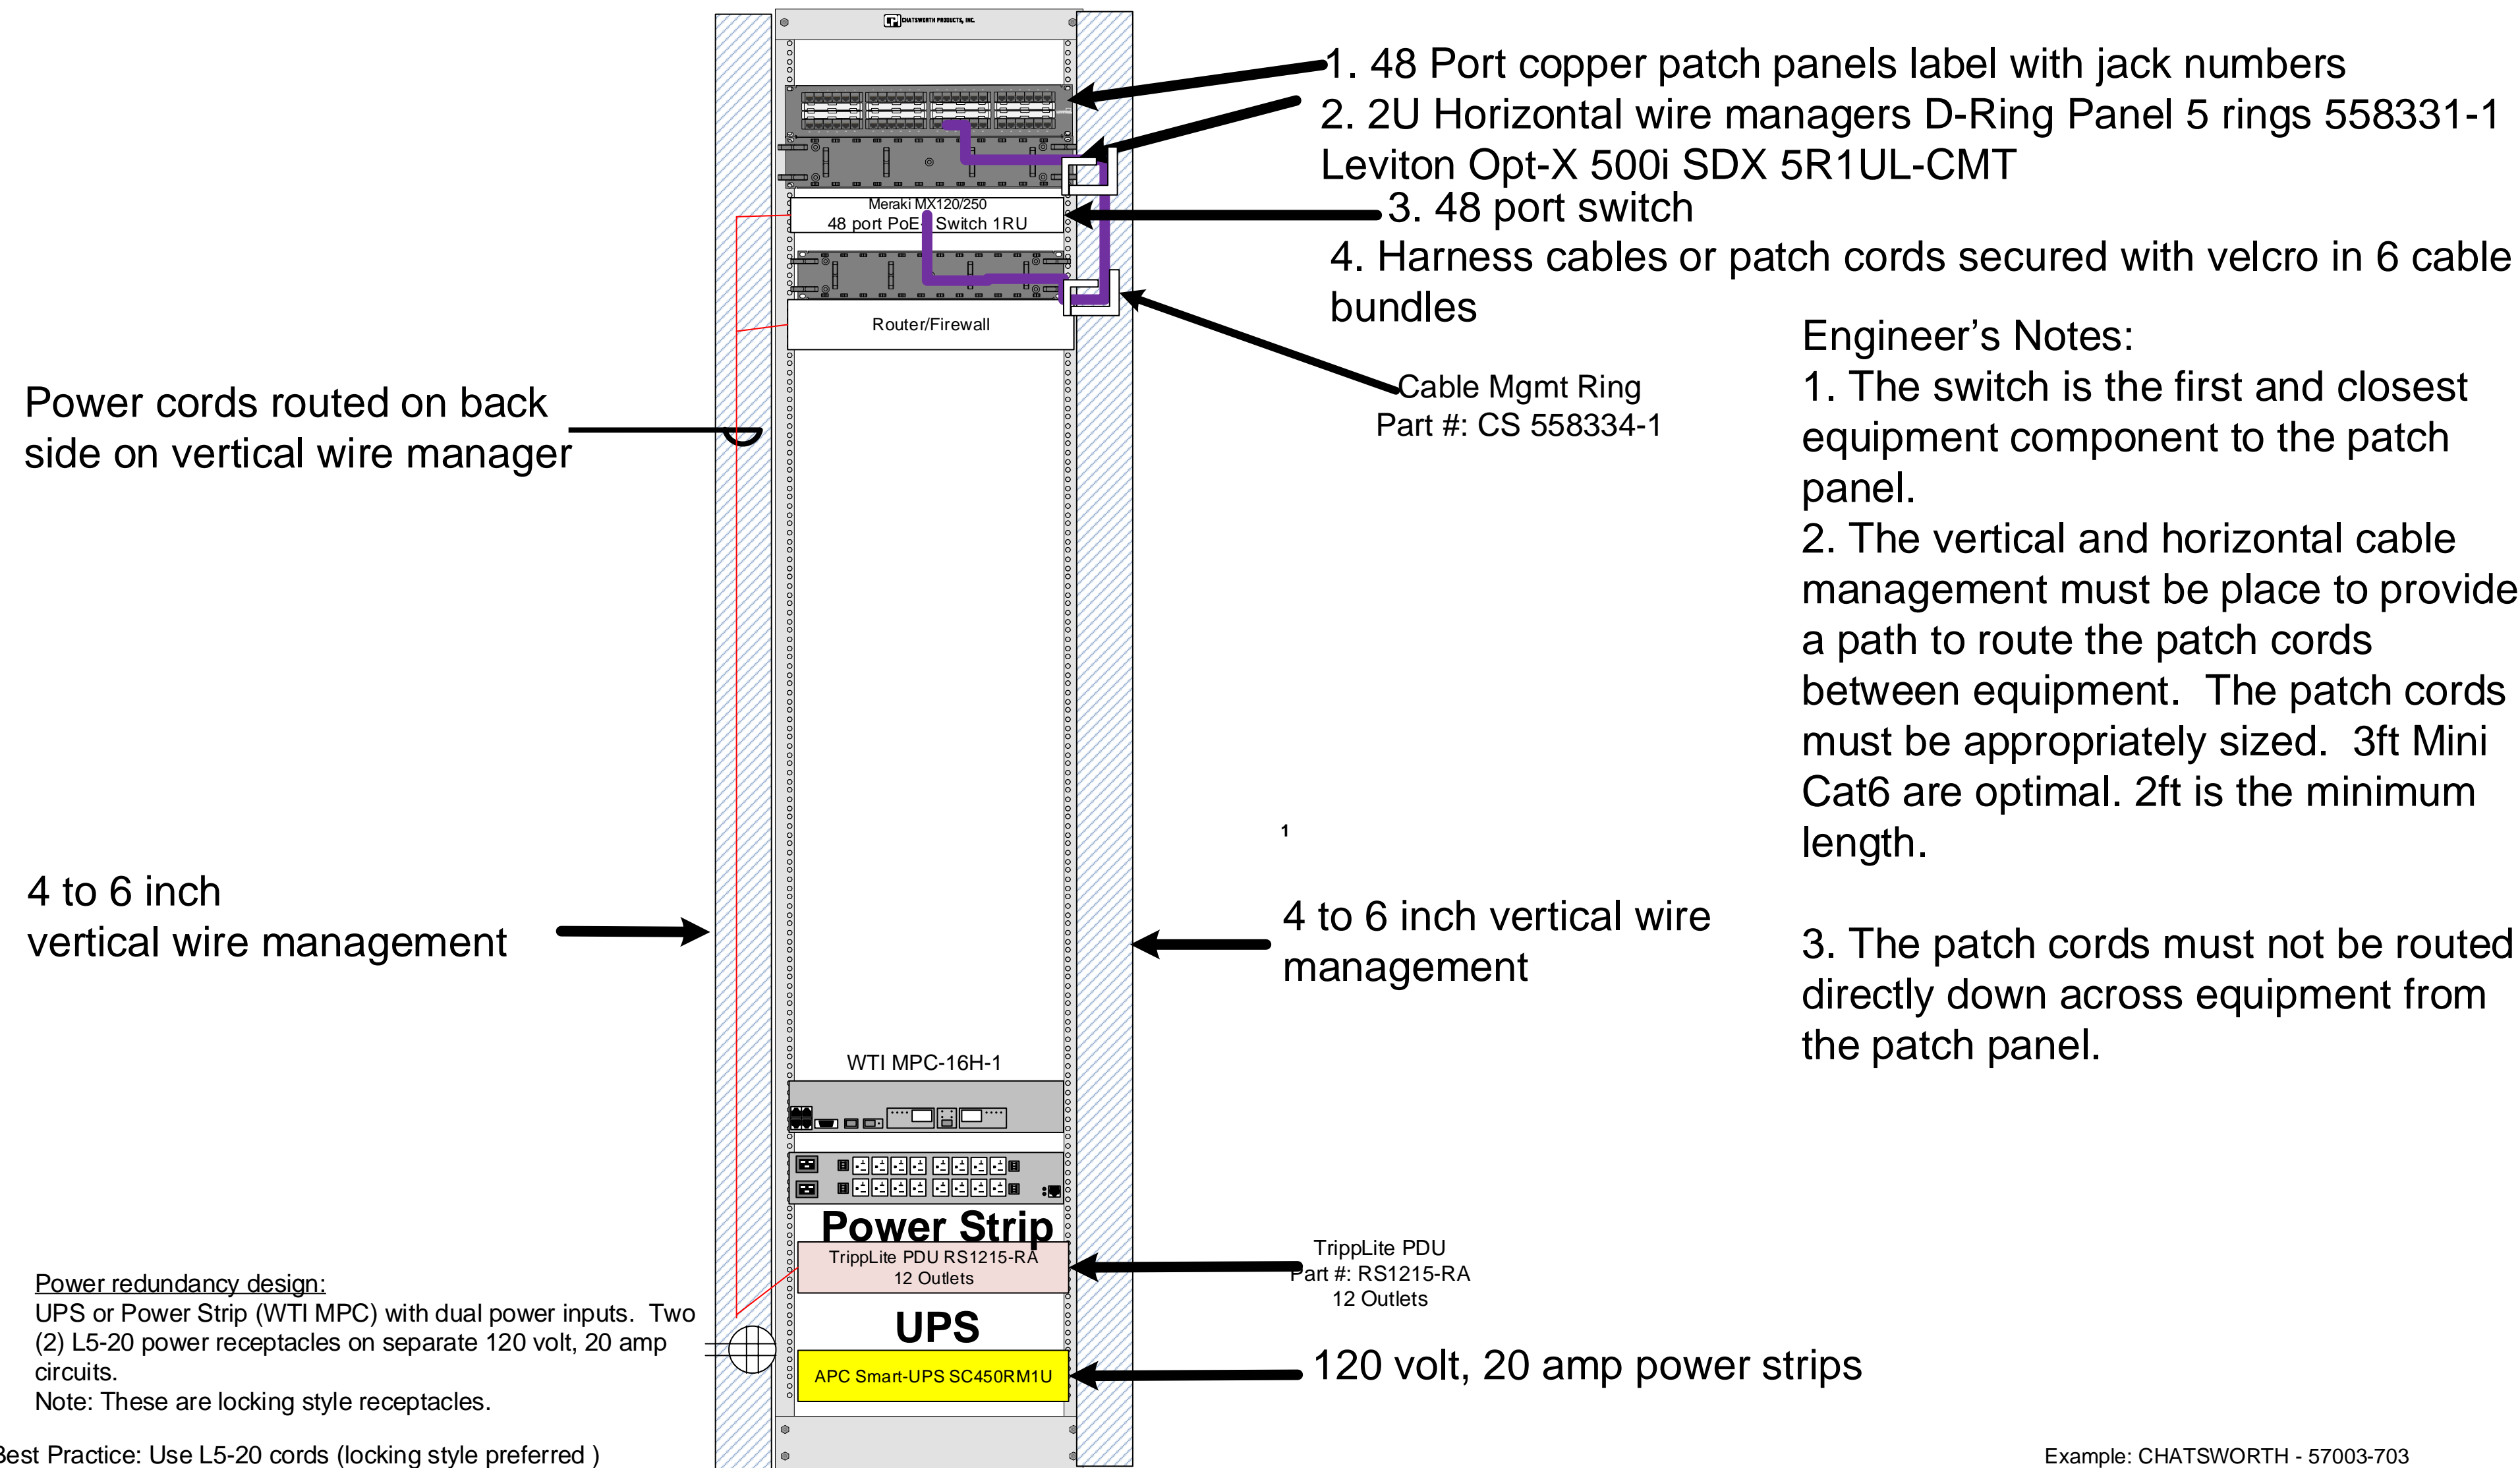 CHATSWORTH PRODUCTS, INC.
1. 48 Port copper patch panels label with jack numbers
2. 2U Horizontal wire managers D-Ring Panel 5 rings 558331-1
Leviton Opt-X 500i SDX 5R1UL-CMT
3. 48 port switch
4. Harness cables or patch cords secured with velcro in 6 cable
bundles
Meraki MX120/250
48 port PoE Switch 1RU
Router/Firewall
Cable Mgmt Ring
Part #: CS 558334-1
Engineer’s Notes:
1. The switch is the first and closest
equipment component to the patch
panel.
2. The vertical and horizontal cable
management must be place to provide
a path to route the patch cords
between equipment. The patch cords
must be appropriately sized. 3ft Mini
Cat6 are optimal. 2ft is the minimum
length.
3. The patch cords must not be routed
directly down across equipment from
the patch panel.
Power cords routed on back
side on vertical wire manager
1
4 to 6 inch
vertical wire management
4 to 6 inch vertical wire
management
WTI MPC-16H-1
Power Strip
TrippLite PDU RS1215-RA
12 Outlets
TrippLite PDU
Part #: RS1215-RA
12 Outlets
UPS
APC Smart-UPS SC450RM1U
120 volt, 20 amp power strips
Power redundancy design:
UPS or Power Strip (WTI MPC) with dual power inputs. Two
(2) L5-20 power receptacles on separate 120 volt, 20 amp
circuits.
Note: These are locking style receptacles.
Best Practice: Use L5-20 cords (locking style preferred )
Example: CHATSWORTH - 57003-703